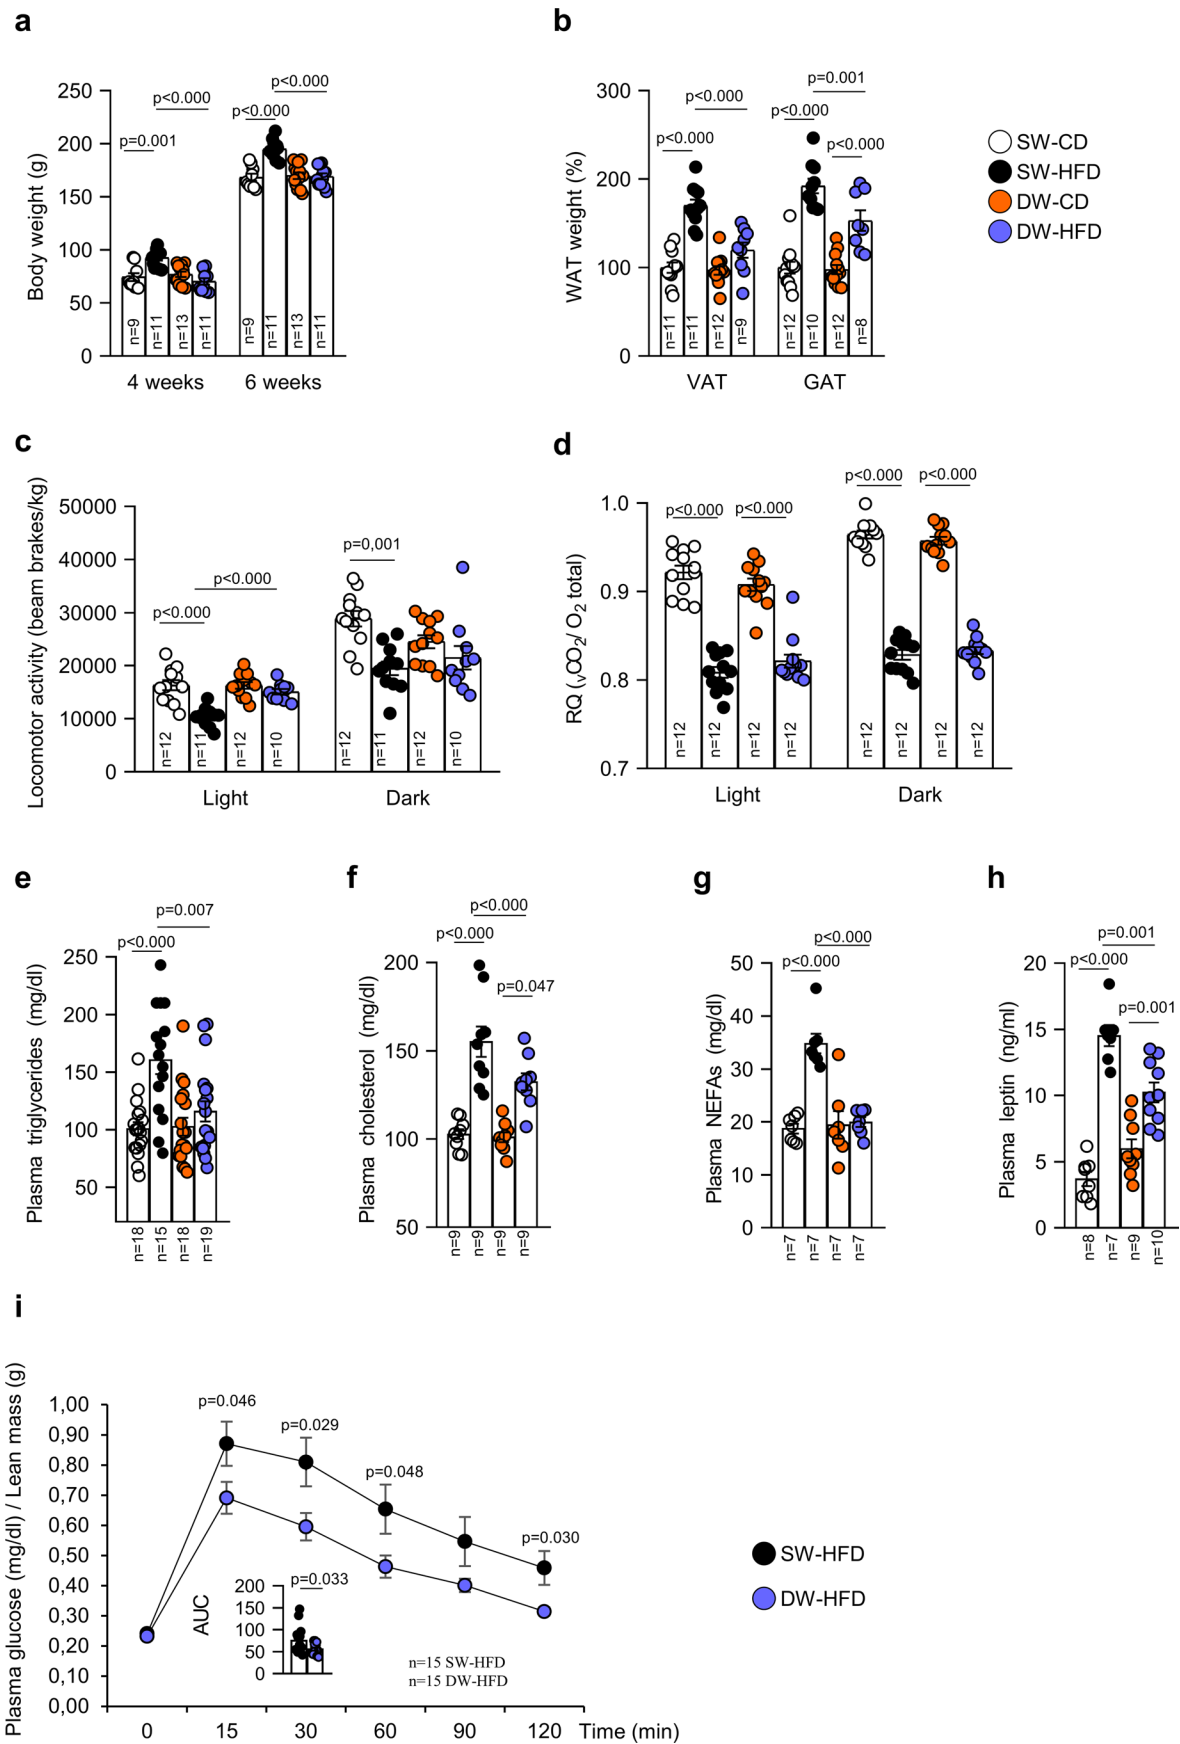 a
Body weight (g)
250
200
150
100
50
0
p=0.001
p<0.000
p<0.000
p<0.000
n=9
n=11
n=13
n=11
n=9
n=11
n=13
n=11
4 weeks
6 weeks
b
WAT weight (%)
300
200
100
0
p<0.000
p<0.000
p<0.000
p=0.001
p<0.000
n=11
n=11
n=12
n=9
n=12
n=10
n=12
n=8
VAT
GAT
SW-CD
SW-HFD
DW-CD
DW-HFD
c
Locomotor activity (beam brakes/kg)
50000
40000
30000
20000
10000
0
p<0.000
p<0.000
p=0,001
n=12
n=11
n=12
n=10
n=12
n=11
n=12
n=10
Light
Dark
d
RQ (vCO2/ O2 total)
1.0
0.9
0.8
0.7
p<0.000
p<0.000
p<0.000
p<0.000
n=12
n=12
n=12
n=12
n=12
n=12
n=12
n=12
Light
Dark
e
Plasma triglycerides (mg/dl)
250
200
150
100
50
p<0.000
p=0.007
n=18
n=15
n=18
n=19
f
Plasma cholesterol (mg/dl)
200
150
100
50
p<0.000
p<0.000
p=0.047
n=9
n=9
n=9
n=9
g
Plasma NEFAs (mg/dl)
50
40
30
20
10
0
p<0.000
p<0.000
n=7
n=7
n=7
n=7
h
Plasma leptin (ng/ml)
20
15
10
5
0
p<0.000
p=0.001
p=0.001
n=8
n=7
n=9
n=10
i
Plasma glucose (mg/dl) / Lean mass (g)
1,00
0,90
0,80
0,70
0,60
0,50
0,40
0,30
0,20
0,10
0,00
p=0.046
p=0.029
p=0.048
p=0.030
AUC
200
150
100
50
0
p=0.033
n=15 SW-HFD
n=15 DW-HFD
0
15
30
60
90
120
Time (min)
SW-HFD
DW-HFD